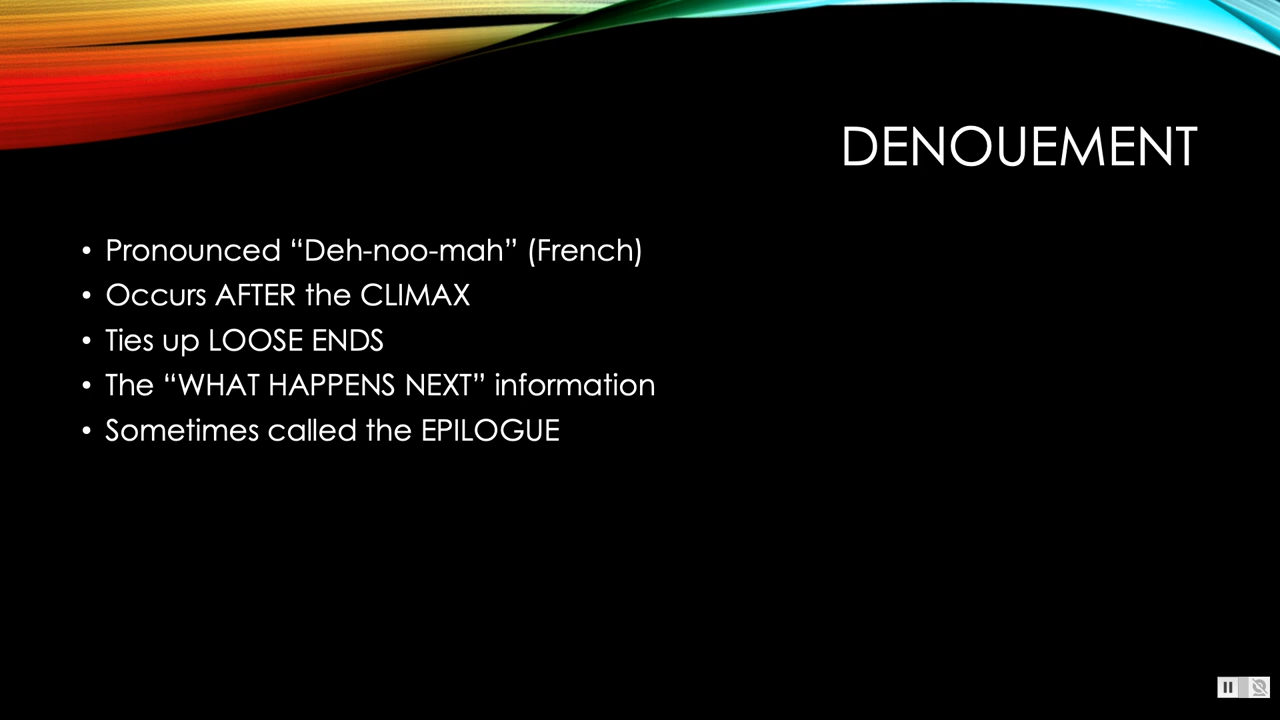 DENOUEMENT
• Pronounced “Deh-noo-mah” (French)
• Occurs AFTER the CLIMAX
• Ties up LOOSE ENDS
• The “WHAT HAPPENS NEXT” information
• Sometimes called the EPILOGUE